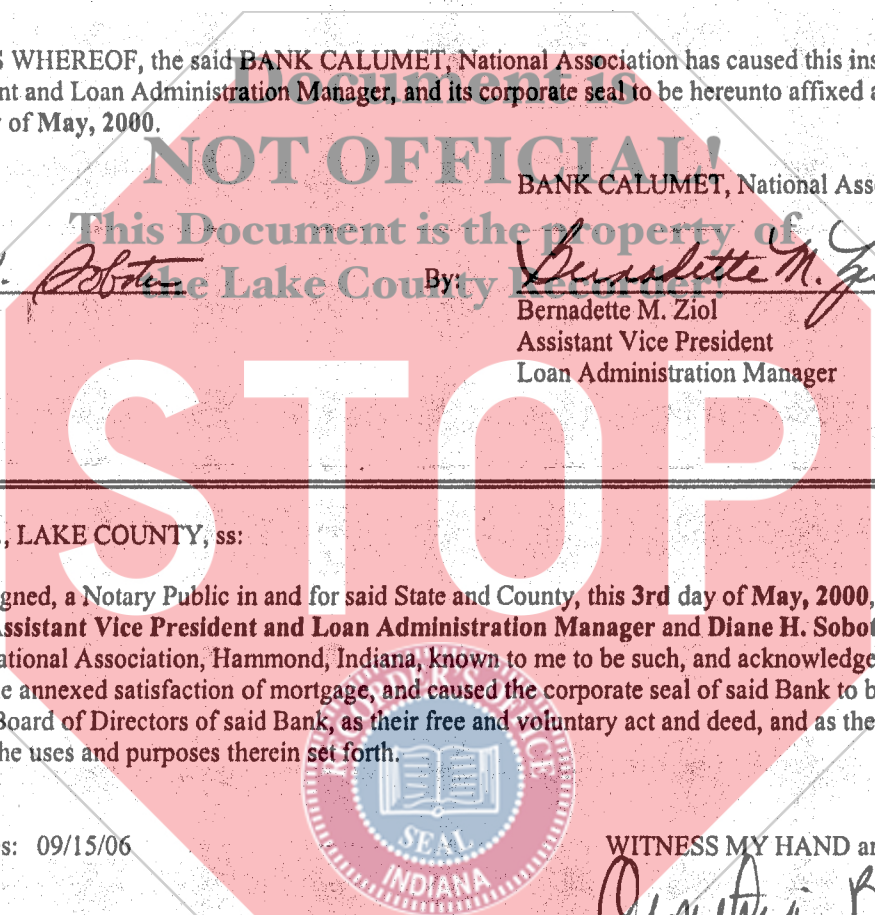 S WHEREOF, the said BANK CALUMET, National Association has caused this ins
nt and Loan Administration Manager, and its corporate seal to be hereunto affixed a
y of May, 2000.
Document is
NOT OFFICIAL!
This Document is the property of
the Lake County Recorder!
BANK CALUMET, National Ass
By: Bernadette M.
Bernadette M. Ziol
Assistant Vice President
Loan Administration Manager
STOP
, LAKE COUNTY, ss:
gned, a Notary Public in and for said State and County, this 3rd day of May, 2000,
Assistant Vice President and Loan Administration Manager and Diane H. Sobot
ational Association, Hammond, Indiana, known to me to be such, and acknowledge
e annexed satisfaction of mortgage, and caused the corporate seal of said Bank to b
Board of Directors of said Bank, as their free and voluntary act and deed, and as the
he uses and purposes therein set forth.
RECORDER'S OFFICE
SEAL
INDIANA
s: 09/15/06
WITNESS MY HAND an